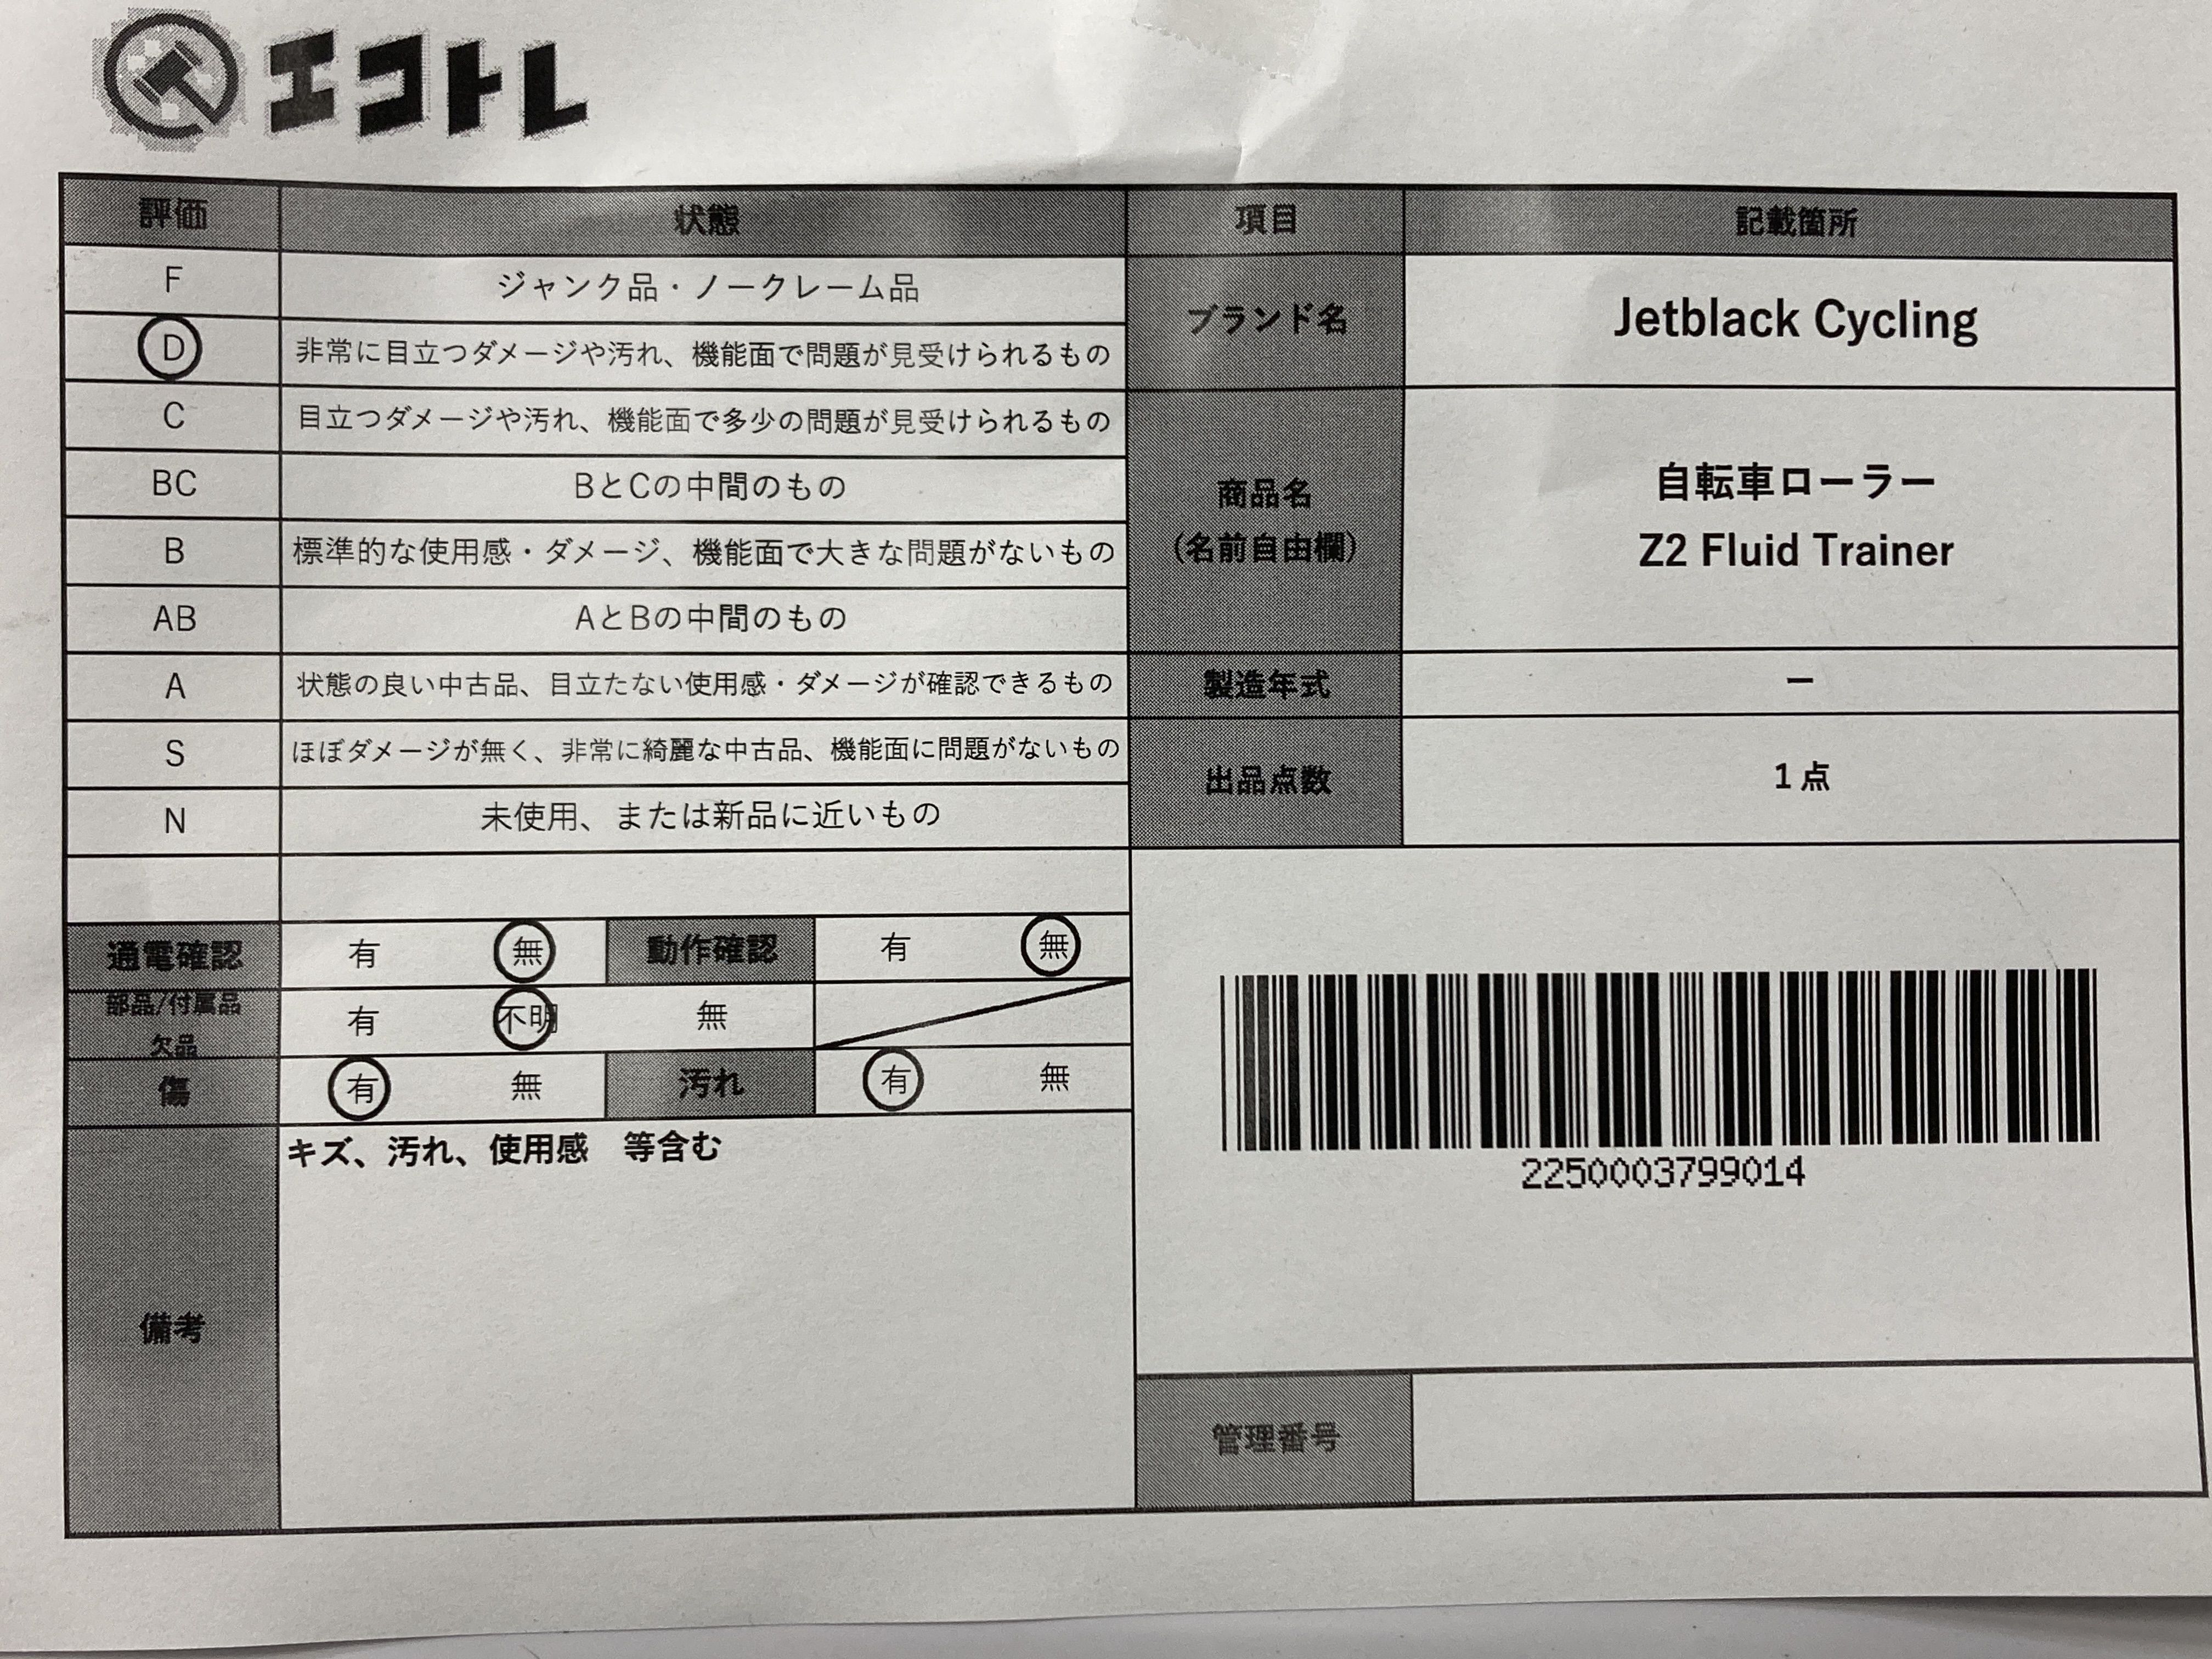 エコトレ
評価 状態 項目 記載箇所
F ジャンク品・ノークレーム品
D 非常に目立つダメージや汚れ、機能面で問題が見受けられるもの
ブランド名 Jetblack Cycling
C 目立つダメージや汚れ、機能面で多少の問題が見受けられるもの
BC BとCの中間のもの
B 標準的な使用感・ダメージ、機能面で大きな問題がないもの
AB AとBの中間のもの
商品名
(名前自由欄)
自転車ローラー
Z2 Fluid Trainer
A 状態の良い中古品、目立たない使用感・ダメージが確認できるもの
製造年式 ー
S ほぼダメージが無く、非常に綺麗な中古品、機能面に問題がないもの
N 未使用、または新品に近いもの
出品点数 1点
通電確認 有 無 動作確認 有 無
部品/付属品
欠品
有 不明 無
傷 有 無 汚れ 有 無
備考
キズ、汚れ、使用感 等含む
2250003799014
管理番号